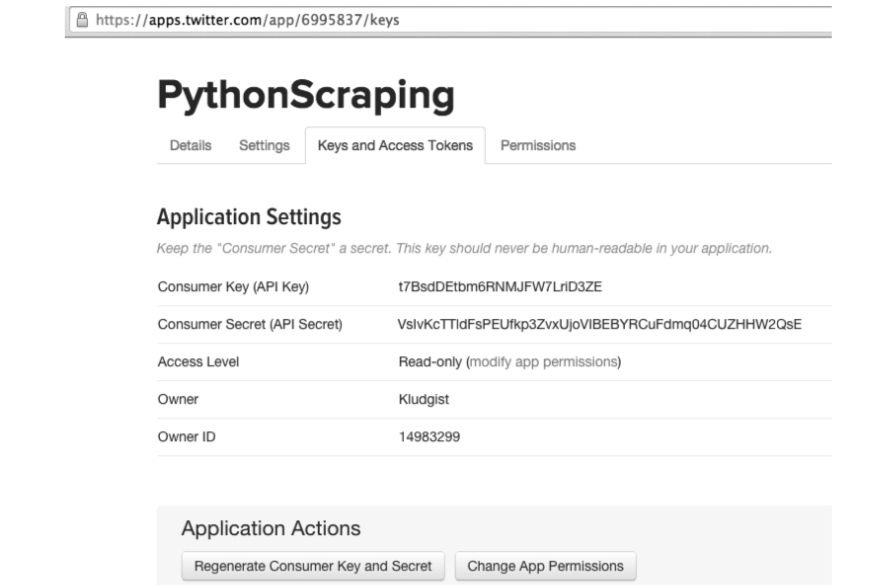 https://apps.twitter.com/app/6995837/keys
PythonScraping
Details Settings Keys and Access Tokens Permissions
Application Settings
Keep the "Consumer Secret" a secret. This key should never be human-readable in your application.
Consumer Key (API Key) t7BsdDEtbm6RNMJFW7LriD3ZE
Consumer Secret (API Secret) VsIvKcTTIdFsPEUfkp3ZvxUjoVIBEBYRCuFdmq04CUZHHW2QsE
Access Level Read-only (modify app permissions)
Owner Kludgist
Owner ID 14983299
Application Actions
Regenerate Consumer Key and Secret Change App Permissions